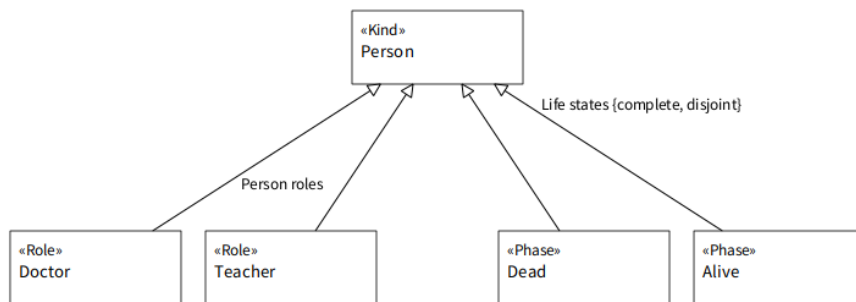 «Kind»
Person
Life states {complete, disjoint}
Person roles
«Role»
Doctor
«Role»
Teacher
«Phase»
Dead
«Phase»
Alive